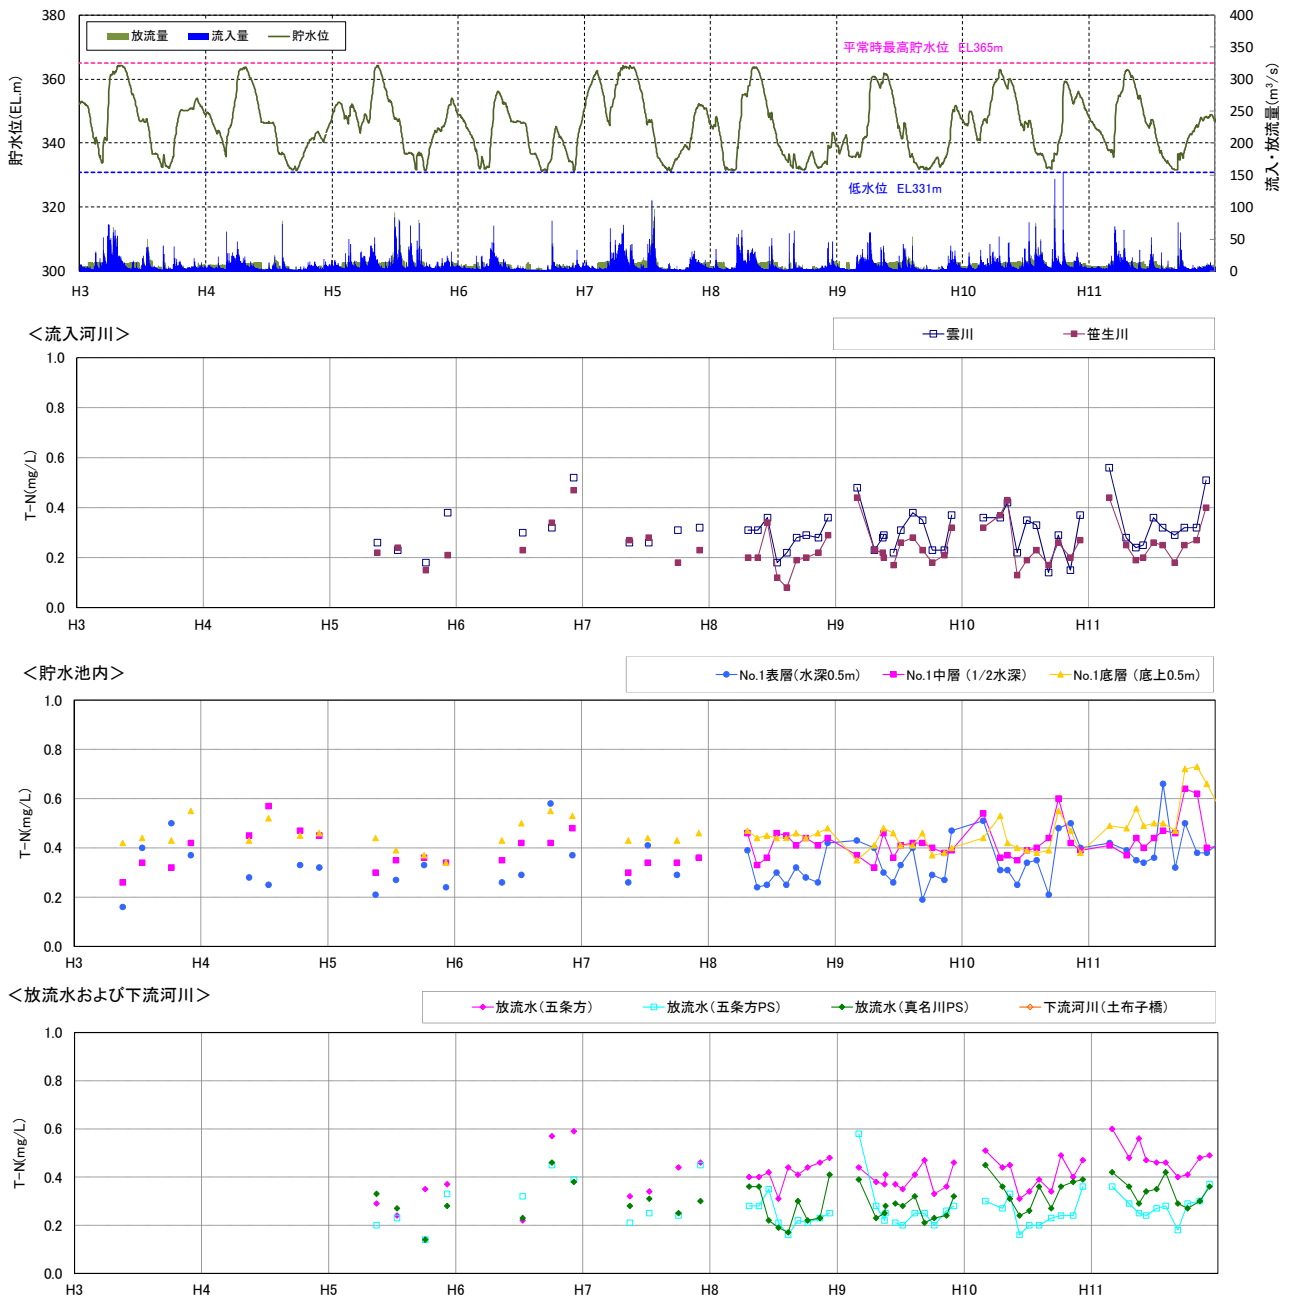 380
360
340
320
300
貯水位(EL.m)
放流量 流入量 貯水位
平常時最高貯水位 EL365m
低水位 EL331m
400
350
300
250
200
150
100
50
0
流入・放流量(m³/s)
H3 H4 H5 H6 H7 H8 H9 H10 H11
＜流入河川＞
雲川 笹生川
1.0
0.8
0.6
0.4
0.2
0.0
T-N(mg/L)
H3 H4 H5 H6 H7 H8 H9 H10 H11
＜貯水池内＞
No.1表層(水深0.5m) No.1中層(1/2水深) No.1底層(底上0.5m)
1.0
0.8
0.6
0.4
0.2
0.0
T-N(mg/L)
H3 H4 H5 H6 H7 H8 H9 H10 H11
＜放流水および下流河川＞
放流水(五条方) 放流水(五条方PS) 放流水(真名川PS) 下流河川(土布子橋)
1.0
0.8
0.6
0.4
0.2
0.0
T-N(mg/L)
H3 H4 H5 H6 H7 H8 H9 H10 H11